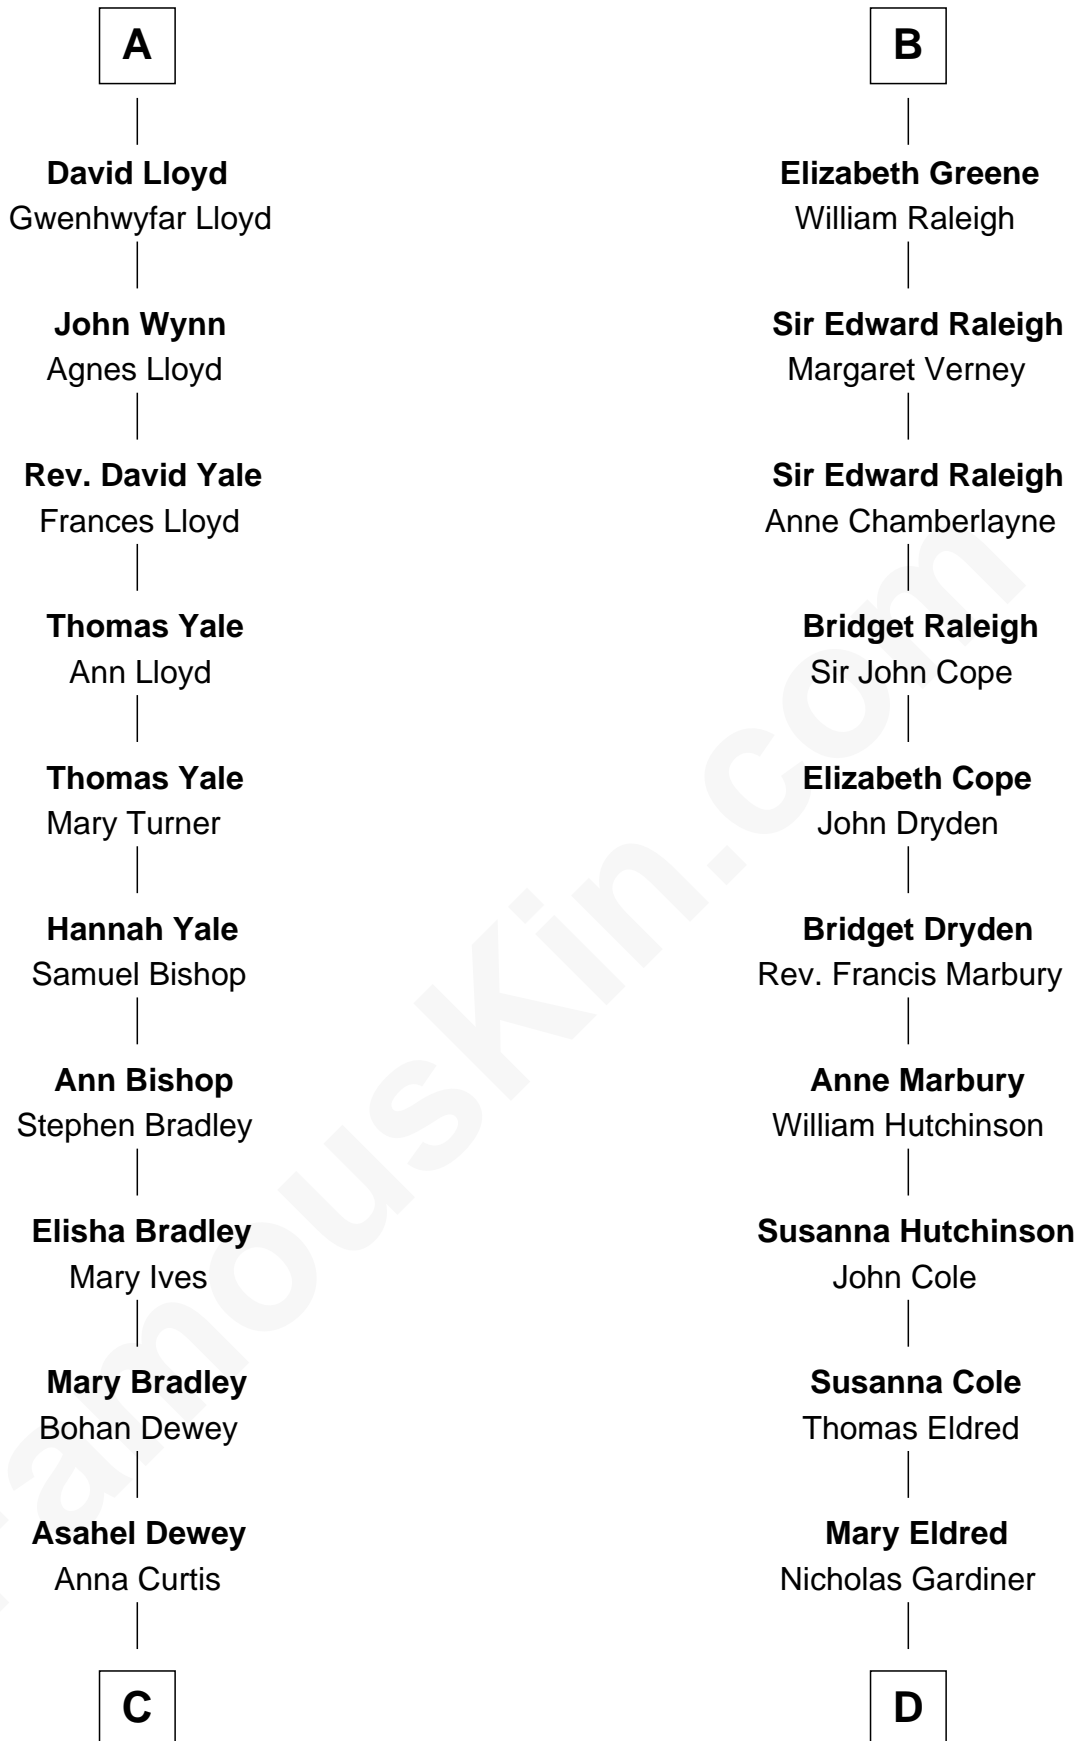 A
David Lloyd
Gwenhwyfar Lloyd
John Wynn
Agnes Lloyd
Rev. David Yale
Frances Lloyd
Thomas Yale
Ann Lloyd
Thomas Yale
Mary Turner
Hannah Yale
Samuel Bishop
Ann Bishop
Stephen Bradley
Elisha Bradley
Mary Ives
Mary Bradley
Bohan Dewey
Asahel Dewey
Anna Curtis
C
B
Elizabeth Greene
William Raleigh
Sir Edward Raleigh
Margaret Verney
Sir Edward Raleigh
Anne Chamberlayne
Bridget Raleigh
Sir John Cope
Elizabeth Cope
John Dryden
Bridget Dryden
Rev. Francis Marbury
Anne Marbury
William Hutchinson
Susanna Hutchinson
John Cole
Susanna Cole
Thomas Eldred
Mary Eldred
Nicholas Gardiner
D
FamousKin.com